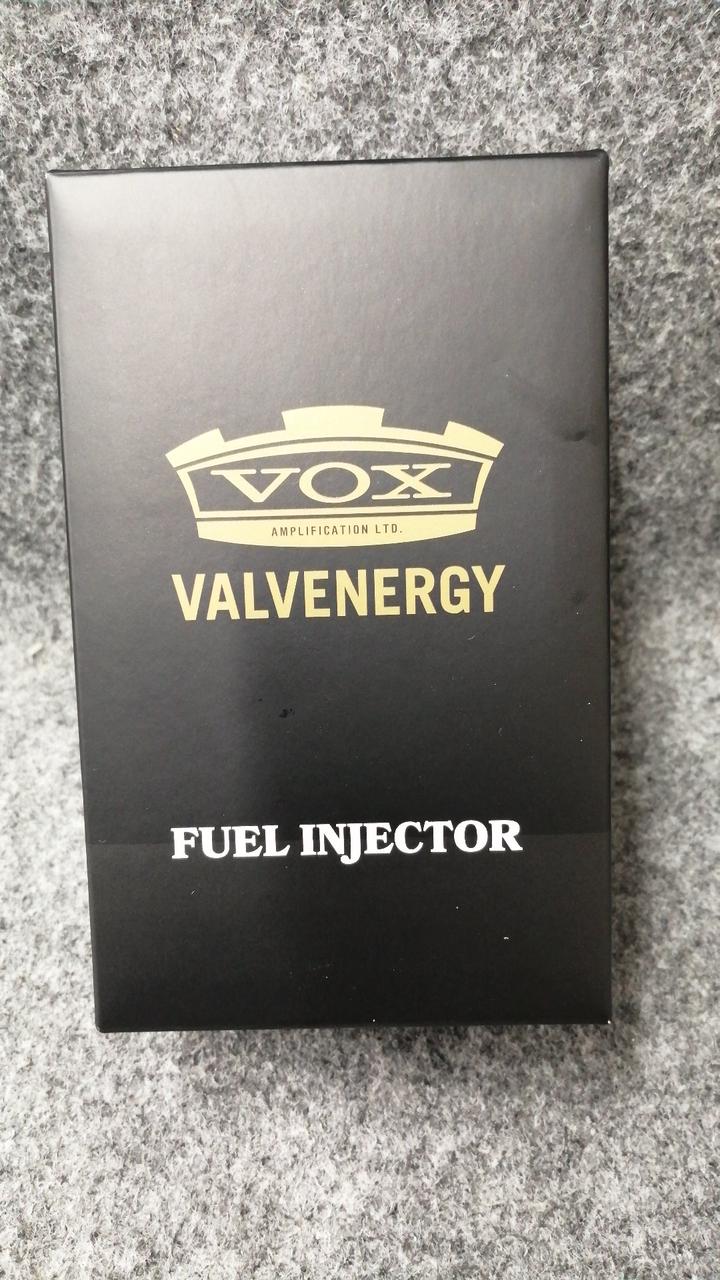 VOX
AMPLIFICATION LTD.
VALVENERGY
FUEL INJECTOR